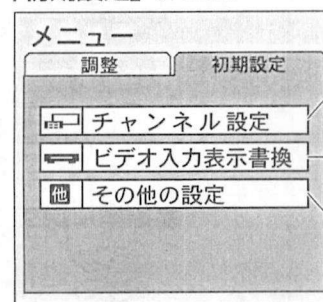 メニュー
調整 初期設定
チャンネル設定
ビデオ入力表示書換
他 その他の設定